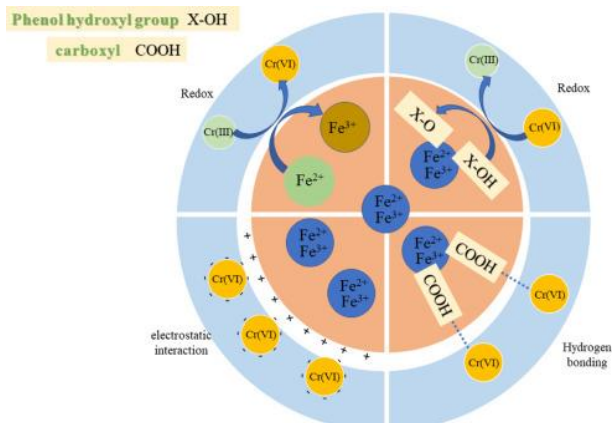 Phenol hydroxyl group X-OH
carboxyl COOH
Cr(VI)
Redox
Cr(III)
Fe³⁺
Fe²⁺
Cr(III)
Redox
Cr(VI)
X-O
X-OH
Fe²⁺
Fe³⁺
Fe²⁺
Fe³⁺
Fe²⁺
Fe³⁺
Fe²⁺
Fe³⁺
+ + + + + + + + + + + + +
Cr(VI)
Cr(VI)
Cr(VI)
electrostatic
interaction
Fe²⁺
Fe³⁺
COOH
COOH
Cr(VI)
Cr(VI)
Hydrogen
bonding